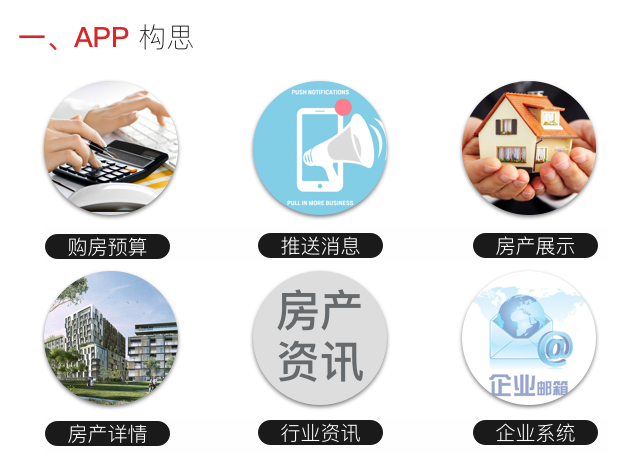 一、APP 构思
PUSH NOTIFICATIONS
PULL IN MORE BUSINESS
购房预算
推送消息
房产展示
房产
资讯
@
企业邮箱
房产详情
行业资讯
企业系统